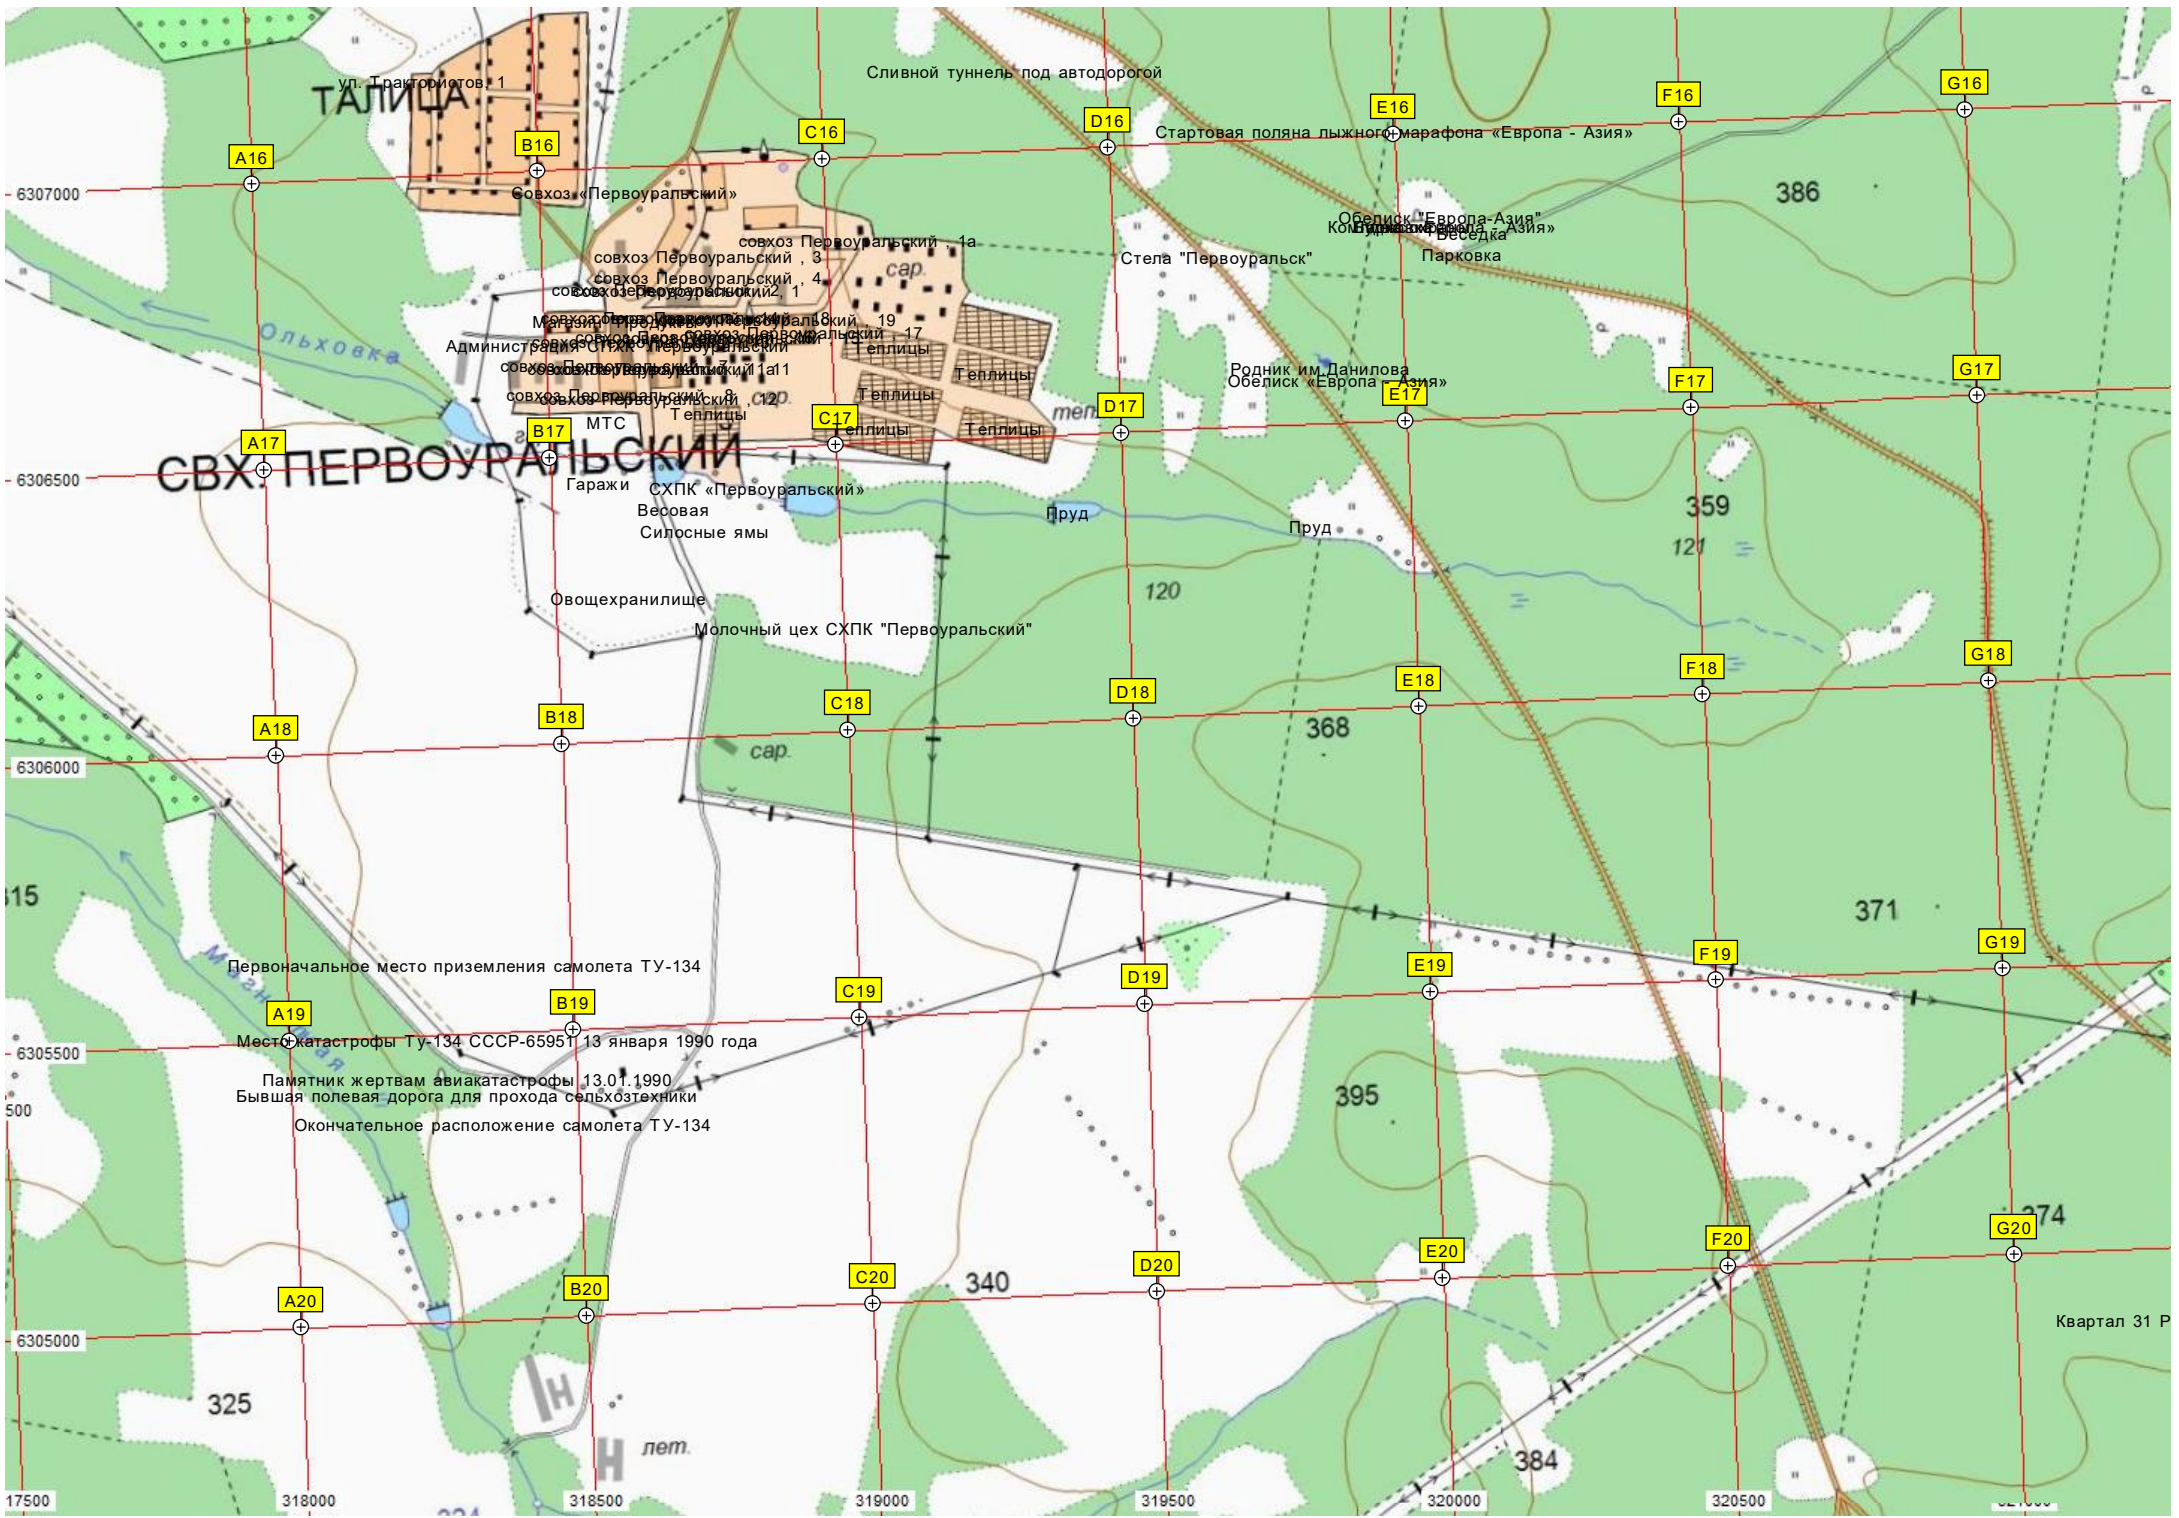 Сливной туннель под автодорогой
ул. Трактористов, 1
ТАЛИЦА
A16
B16
C16
D16
E16
F16
G16
Стартовая поляна лыжного марафона «Европа - Азия»
6307000
Совхоз «Первоуральский»
386
Обелиск "Европа-Азия"
Беседка
Парковка
совхоз Первоуральский , 1а
Стела "Первоуральск"
совхоз Первоуральский , 3
сар.
совхоз Первоуральский , 4
Ольховка
Теплицы
Теплицы
Родник им.Данилова
Обелиск «Европа - Азия»
Теплицы
совхоз Первоуральский , 12
сар.
Теплицы
теп.
МТС
Теплицы
Теплицы
A17
B17
C17
D17
E17
F17
G17
6306500
СВХ. ПЕРВОУРАЛЬСКИЙ
Гаражи
СХПК «Первоуральский»
Весовая
Силосные ямы
Пруд
Пруд
359
121
120
Овощехранилище
Молочный цех СХПК "Первоуральский"
A18
B18
C18
D18
E18
F18
G18
368
сар.
6306000
315
371
Первоначальное место приземления самолета ТУ-134
A19
B19
C19
D19
E19
F19
G19
Место катастрофы Ту-134 СССР-65951 13 января 1990 года
6305500
Памятник жертвам авиакатастрофы 13.01.1990
Бывшая полевая дорога для прохода сельхозтехники
395
500
Окончательное расположение самолета ТУ-134
374
A20
B20
C20
D20
E20
F20
G20
340
6305000
Квартал 31 Р
325
лет.
384
17500
318000
318500
319000
319500
320000
320500